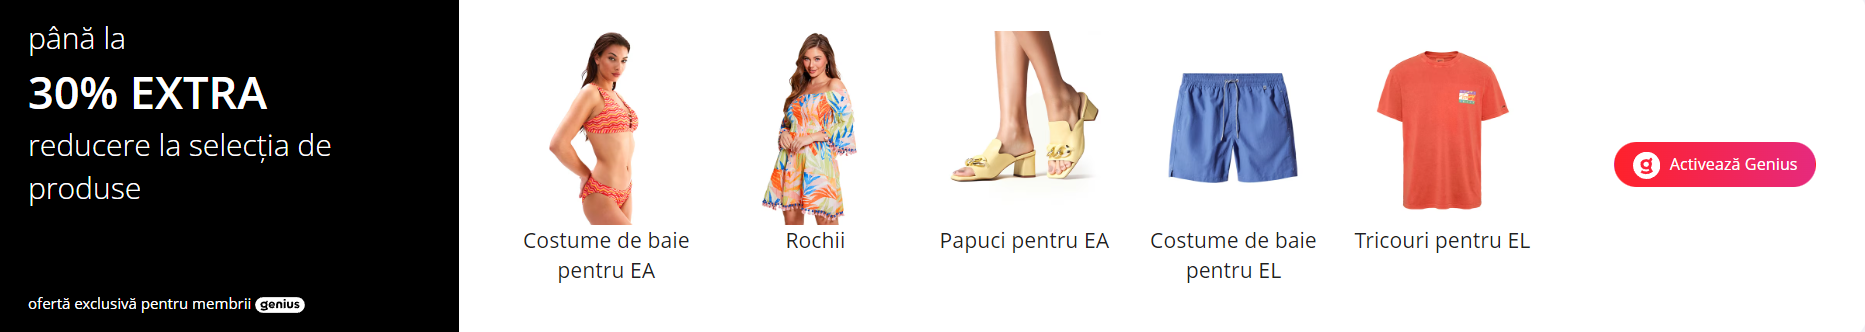 până la
30% EXTRA
reducere la selecția de
produse
ofertă exclusivă pentru membrii genius
Costume de baie
pentru EA
Rochii
Papuci pentru EA
Costume de baie
pentru EL
Tricouri pentru EL
g Activează Genius